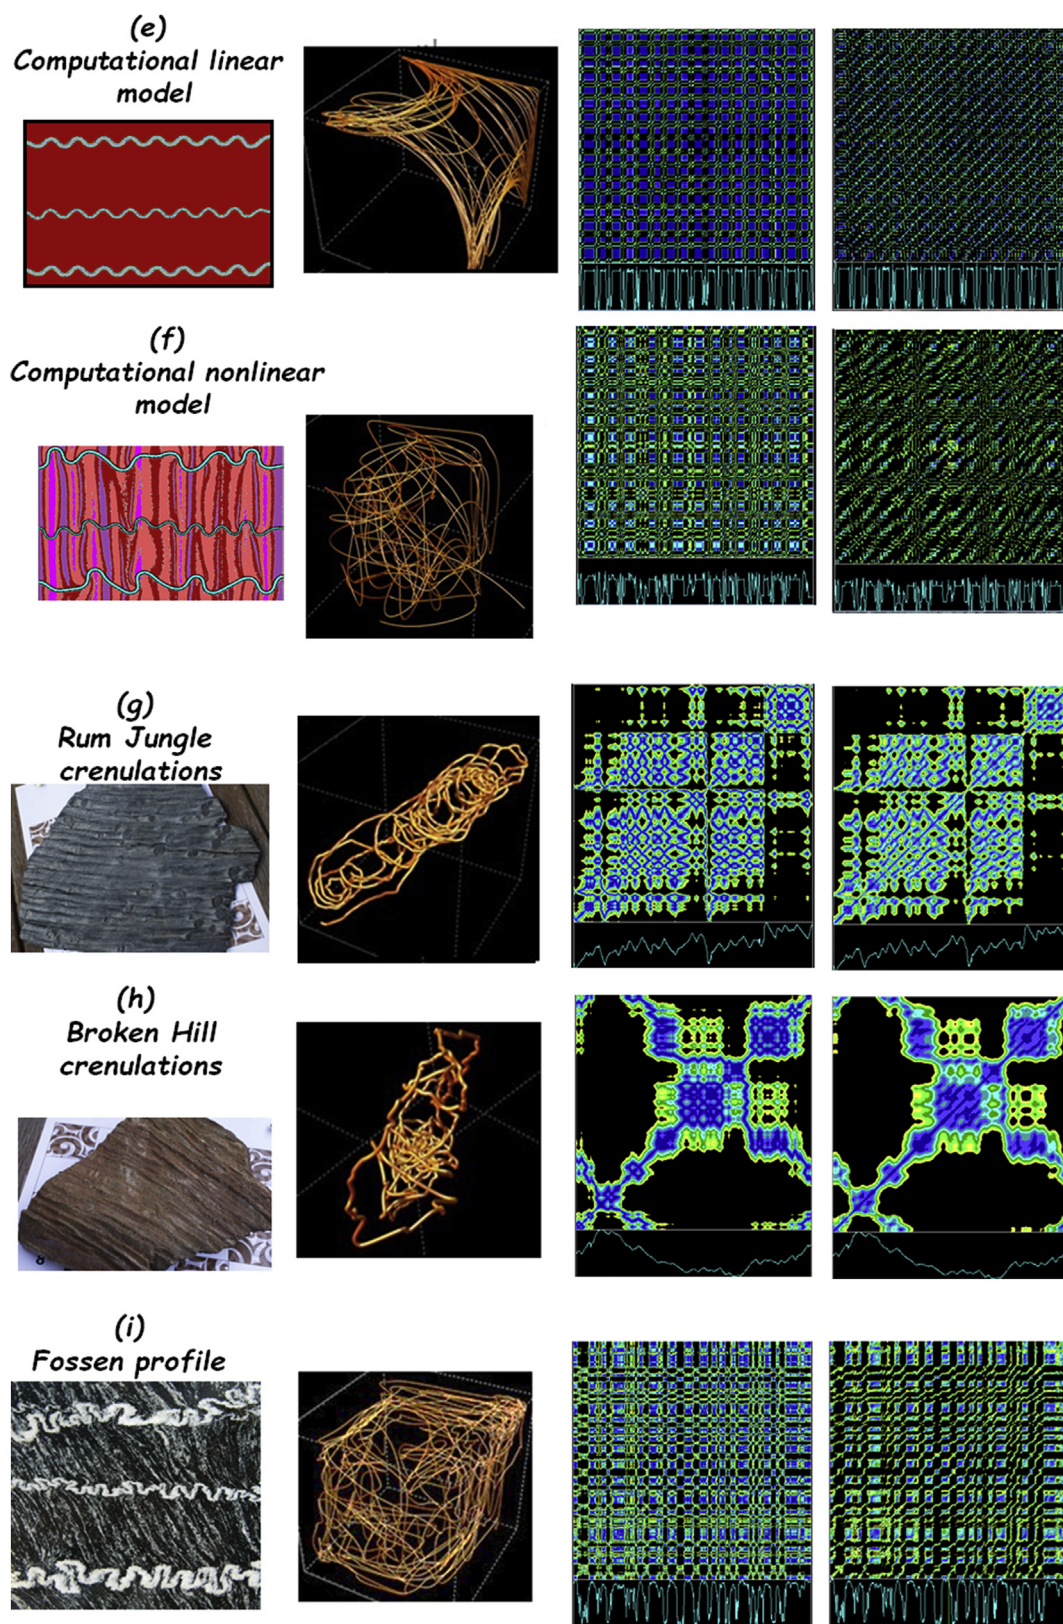 (e)
Computational linear
model
(f)
Computational nonlinear
model
(g)
Rum Jungle
crenulations
(h)
Broken Hill
crenulations
(i)
Fossen profile